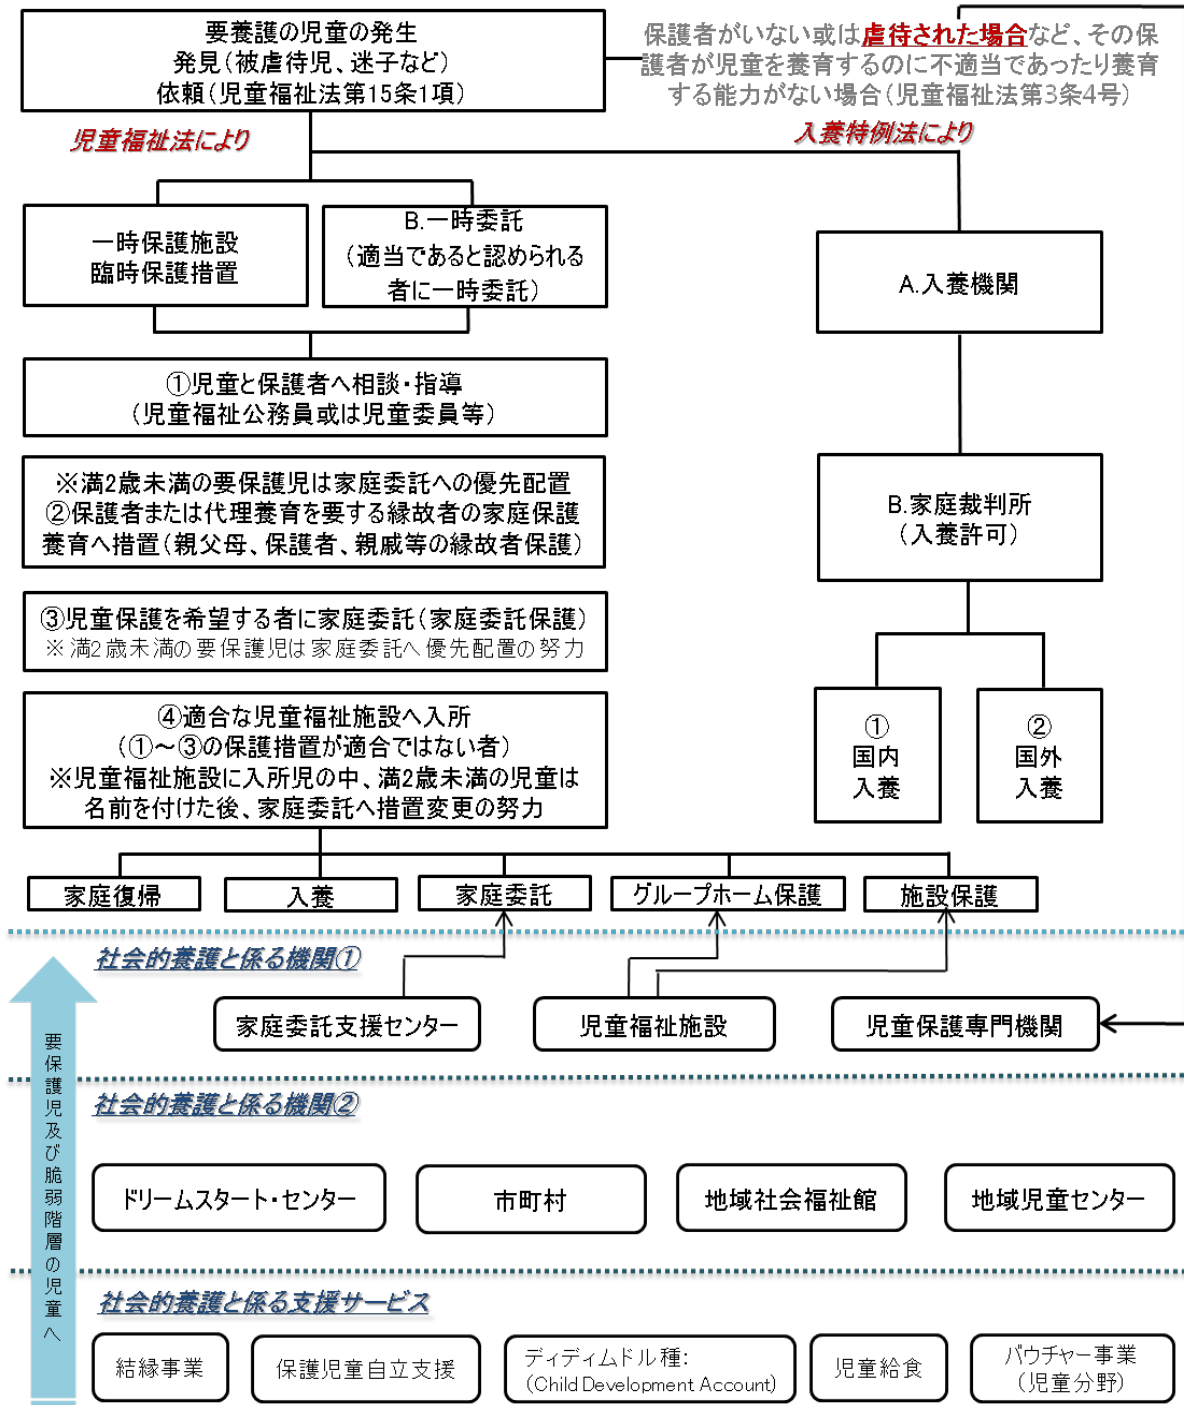 要養護の児童の発生
発見(被虐待児、迷子など)
依頼(児童福祉法第15条1項)
保護者がいない或は虐待された場合など、その保
護者が児童を養育するのに不適当であったり養育
する能力がない場合(児童福祉法第3条4号)
児童福祉法により
入養特例法により
一時保護施設
臨時保護措置
B.一時委託
(適当であると認められる
者に一時委託)
A.入養機関
①児童と保護者へ相談・指導
(児童福祉公務員或は児童委員等)
※満2歳未満の要保護児は家庭委託への優先配置
②保護者または代理養育を要する縁故者の家庭保護
養育へ措置(親父母、保護者、親戚等の縁故者保護)
B.家庭裁判所
(入養許可)
③児童保護を希望する者に家庭委託(家庭委託保護)
※満2歳未満の要保護児は家庭委託へ優先配置の努力
④適合な児童福祉施設へ入所
(①~③の保護措置が適合ではない者)
※児童福祉施設に入所児の中、満2歳未満の児童は
名前を付けた後、家庭委託へ措置変更の努力
①
国内
入養
②
国外
入養
家庭復帰
入養
家庭委託
グループホーム保護
施設保護
社会的養護と係る機関①
家庭委託支援センター
児童福祉施設
児童保護専門機関
要保護児及び脆弱階層の児童へ
社会的養護と係る機関②
ドリームスタート・センター
市町村
地域社会福祉館
地域児童センター
社会的養護と係る支援サービス
結縁事業
保護児童自立支援
ディディムドル種:
(Child Development Account)
児童給食
バウチャー事業
(児童分野)